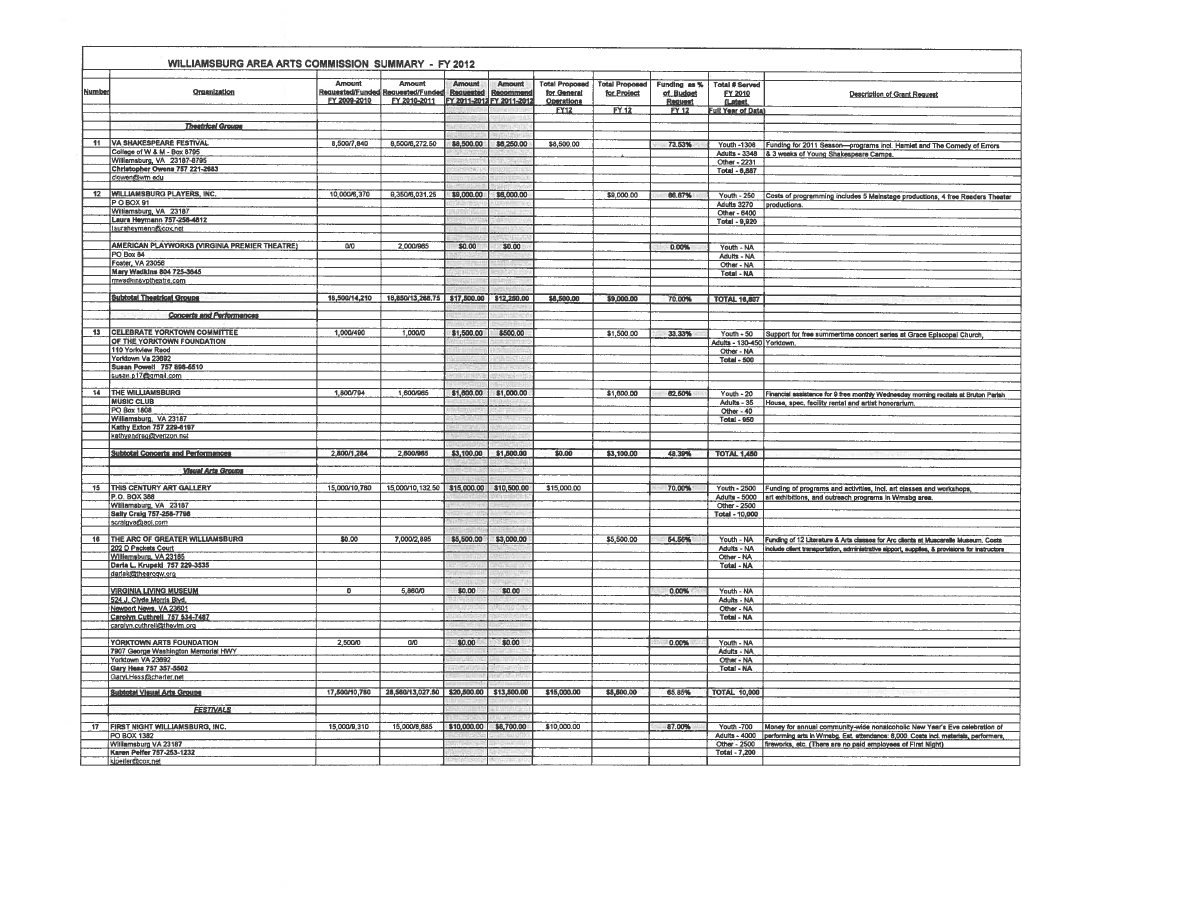 WILLIAMSBURG AREA ARTS COMMISSION SUMMARY - FY 2012
Number Organization Amount Requested/Funded FY 2009-2010 Amount Requested/Funded FY 2010-2011 Amount Requested FY 2011-2012 Amount Recommend FY 2011-2012 Total Proposed for General Operations FY12 Total Proposed for Project FY 12 Funding as % of Budget Request FY 12 Total # Served FY 2010 (Latest Full Year of Data) Description of Grant Request
Theatrical Groups
11 VA SHAKESPEARE FESTIVAL 8,500/7,840 8,500/6,272.50 $8,500.00 $6,250.00 $8,500.00 73.53% Youth -1308 Funding for 2011 Season—programs incl. Hamlet and The Comedy of Errors
College of W & M - Box 8795 Adults - 3348 & 3 weeks of Young Shakespeare Camps.
Williamsburg, VA 23187-8795 Other - 2231
Christopher Owens 757 221-2683 Total - 6,887
clowen@wm.edu
12 WILLIAMSBURG PLAYERS, INC. 10,000/6,370 9,350/6,031.25 $9,000.00 $6,000.00 $9,000.00 66.67% Youth - 250 Costs of programming includes 5 Mainstage productions, 4 free Readers Theater
P O BOX 91 Adults 3270 productions.
Williamsburg, VA 23187 Other - 6400
Laura Heymann 757-258-4812 Total - 9,920
lauraheymann@cox.net
AMERICAN PLAYWORKS (VIRGINIA PREMIER THEATRE) 0/0 2,000/965 $0.00 $0.00 0.00% Youth - NA
PO Box 84 Adults - NA
Foster, VA 23056 Other - NA
Mary Wadkins 804 725-3645 Total - NA
Subtotal Theatrical Groups 18,500/14,210 19,850/13,268.75 $17,500.00 $12,250.00 $8,500.00 $9,000.00 70.00% TOTAL 16,807
Concerts and Performances
13 CELEBRATE YORKTOWN COMMITTEE 1,000/490 1,000/0 $1,500.00 $500.00 $1,500.00 33.33% Youth - 50 Support for free summertime concert series at Grace Episcopal Church,
OF THE YORKTOWN FOUNDATION Adults - 130-450 Yorktown.
110 Yorkview Raod Other - NA
Yorktown Va 23692 Total - 500
Susan Powell 757 898-5510
susan.p17@gmail.com
14 THE WILLIAMSBURG 1,800/794 1,600/965 $1,600.00 $1,000.00 $1,600.00 62.50% Youth - 20 Financial assistance for 9 free monthly Wednesday morning recitals at Bruton Parish
MUSIC CLUB Adults - 35 House, spec, facility rental and artist honorarium.
PO Box 1808 Other - 40
Williamsburg, VA 23187 Total - 950
Kathy Exton 757 229-6197
Subtotal Concerts and Performances 2,800/1,284 2,600/965 $3,100.00 $1,500.00 $0.00 $3,100.00 48.39% TOTAL 1,450
Visual Arts Groups
15 THIS CENTURY ART GALLERY 15,000/10,780 15,000/10,132.50 $15,000.00 $10,500.00 $15,000.00 70.00% Youth - 2500 Funding of programs and activities, incl. art classes and workshops,
P.O. BOX 388 Adults - 5000 art exhibitions, and outreach programs in Wmsbg area.
Williamsburg, VA 23187 Other - 2500
Sally Craig 757-258-7798 Total - 10,000
scraigva@aol.com
16 THE ARC OF GREATER WILLIAMSBURG $0.00 7,000/2,895 $5,500.00 $3,000.00 $5,500.00 54.55% Youth - NA Funding of 12 Literature & Arts classes for Arc clients at Muscarelle Museum. Costs
202 D Packets Court Adults - NA include client transportation, administrative siport, supplies, & provisions for instructors
Williamsburg, VA 23185 Other - NA
Darla L. Krupski 757 229-3535 Total - NA
darlak@thearcgw.org
VIRGINIA LIVING MUSEUM 0 5,860/0 $0.00 $0.00 0.00% Youth - NA
524 J. Clyde Morris Blvd. Adults - NA
Newport News, VA 23601 Other - NA
Carolyn Cuthrell 757 534-7487 Total - NA
carolyn.cuthrell@thevlm.org
YORKTOWN ARTS FOUNDATION 2,500/0 0/0 $0.00 $0.00 0.00% Youth - NA
7907 George Washington Memorial HWY Adults - NA
Yorktown VA 23692 Other - NA
Gary Hess 757 357-5502 Total - NA
GaryLHess@charter.net
Subtotal Visual Arts Groups 17,500/10,780 28,560/13,027.50 $20,500.00 $13,500.00 $15,000.00 $5,500.00 65.85% TOTAL 10,000
FESTIVALS
17 FIRST NIGHT WILLIAMSBURG, INC. 15,000/9,310 15,000/8,685 $10,000.00 $8,700.00 $10,000.00 87.00% Youth -700 Money for annual community-wide nonalcoholic New Year's Eve celebration of
PO BOX 1382 Adults - 4000 performing arts in Wmsbg. Est. attendance: 6,000. Costs incl. materials, performers,
Williamsburg VA 23187 Other - 2500 fireworks, etc. (There are no paid employees of First Night)
Karen Peifer 757-253-1232 Total - 7,200
kjpeifer@cox.net